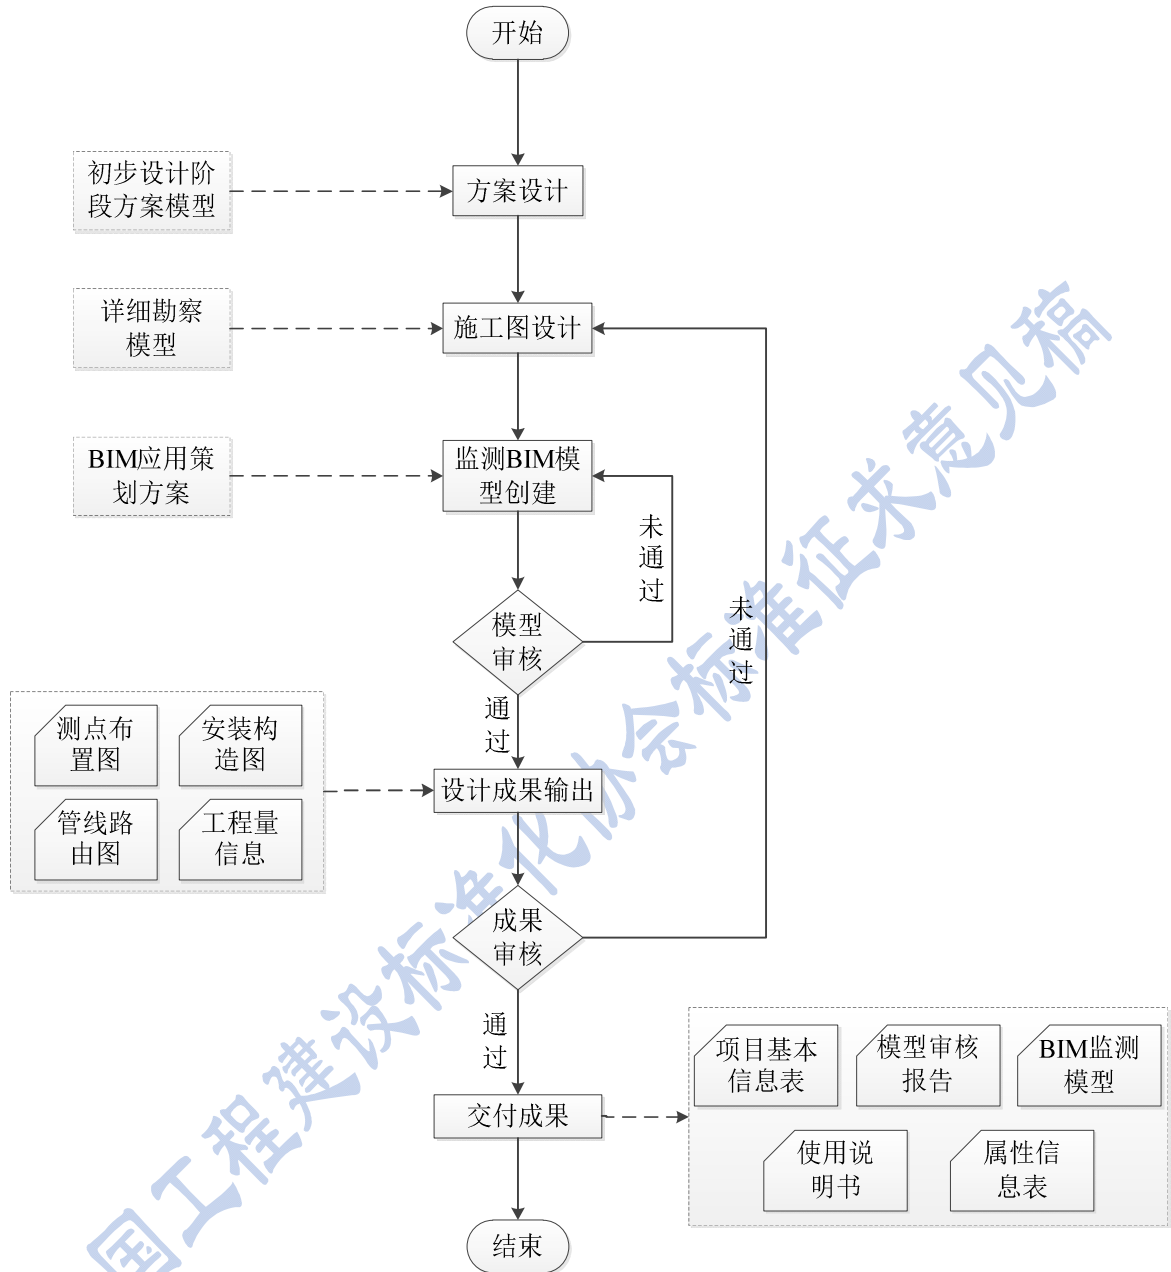 开始
初步设计阶
段方案模型
方案设计
详细勘察
模型
施工图设计
BIM应用策
划方案
监测BIM模
型创建
未
通
过
模型
审核
未
通
过
通
过
测点布
置图
安装构
造图
管线路
由图
工程量
信息
设计成果输出
成果
审核
通
过
项目基本
信息表
模型审核
报告
BIM监测
模型
使用说
明书
属性信
息表
交付成果
结束
国工程建设标准化协会标准征求意见稿